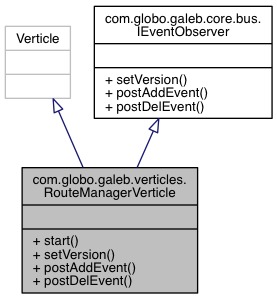 Verticle
com.globo.galeb.core.bus.
IEventObserver
+ setVersion()
+ postAddEvent()
+ postDelEvent()
com.globo.galeb.verticles.
RouteManagerVerticle
+ start()
+ setVersion()
+ postAddEvent()
+ postDelEvent()